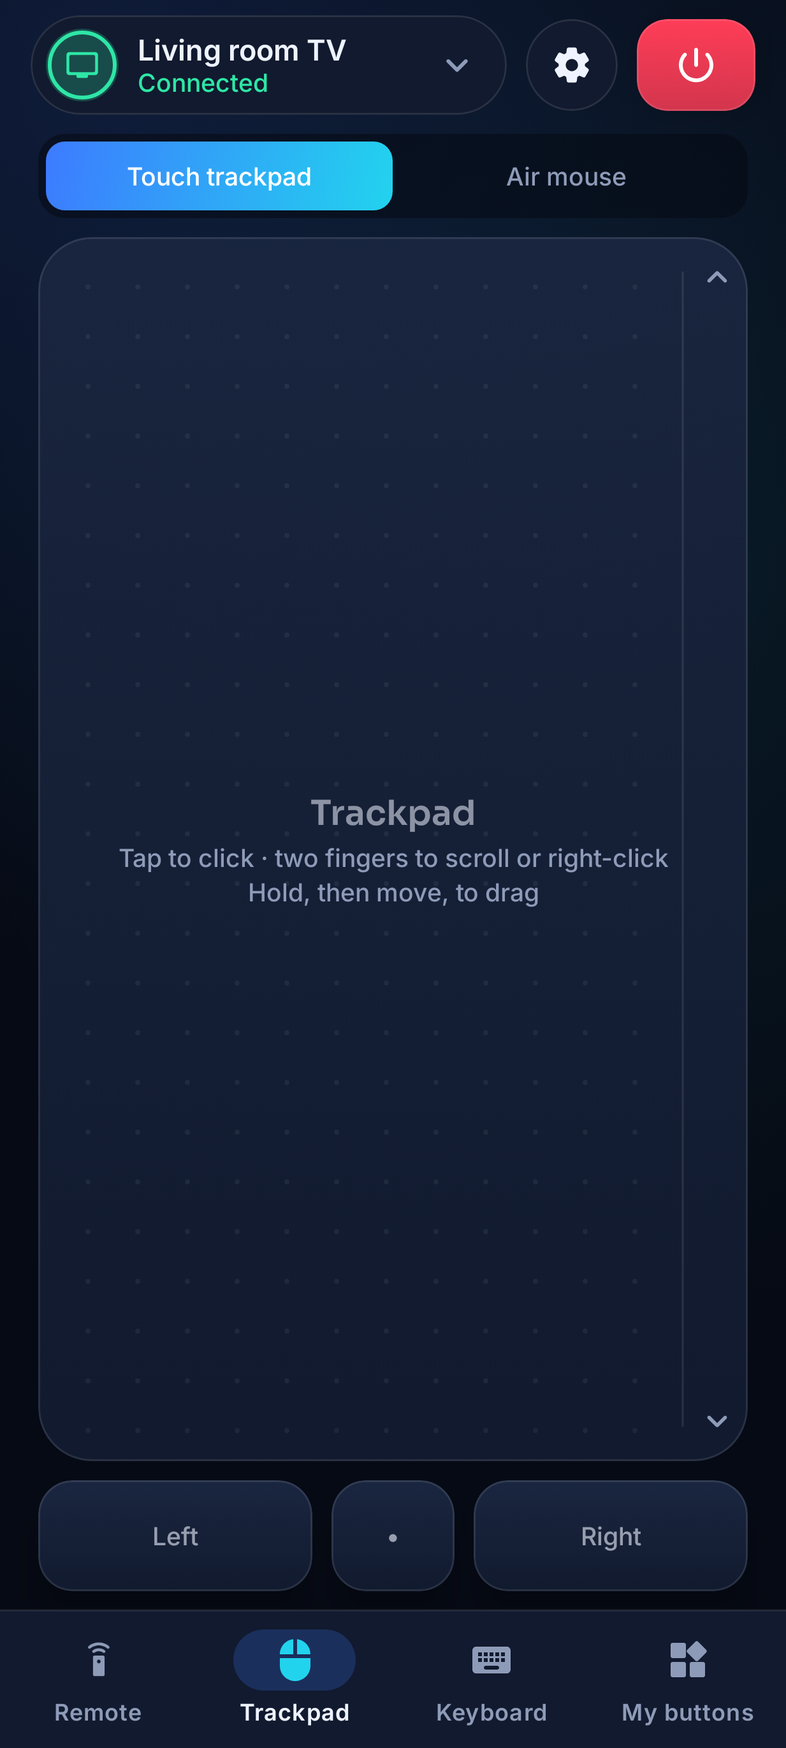 Living room TV
Connected
Touch trackpad
Air mouse
Trackpad
Tap to click · two fingers to scroll or right-click
Hold, then move, to drag
Left
•
Right
Remote
Trackpad
Keyboard
My buttons